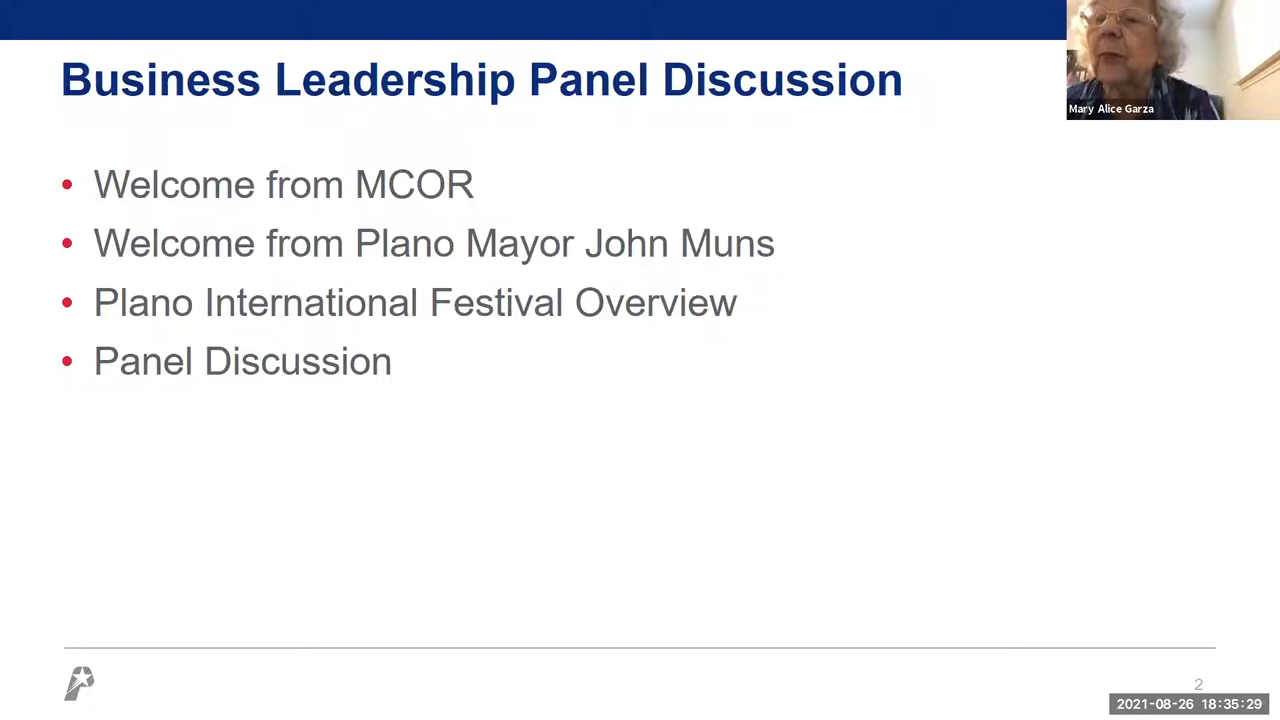 Business Leadership Panel Discussion
Mary Alice Garza
• Welcome from MCOR
• Welcome from Plano Mayor John Muns
• Plano International Festival Overview
• Panel Discussion
P
2
2021-08-26 18:35:29